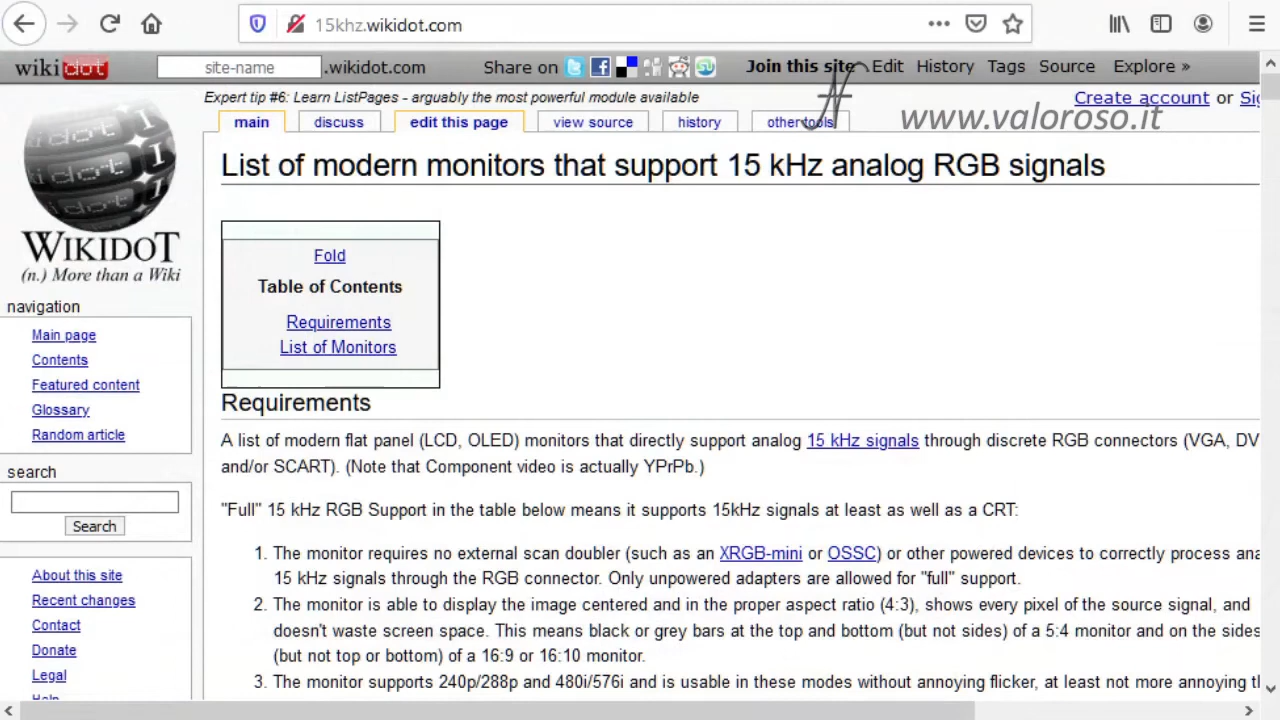 15khz.wikidot.com
wikidot site-name .wikidot.com Share on Join this site Edit History Tags Source Explore »
Expert tip #6: Learn ListPages - arguably the most powerful module available
Create account or
main discuss edit this page view source history other tools
www.valoroso.it
List of modern monitors that support 15 kHz analog RGB signals
WIKIDOT
(n.) More than a Wiki
Fold
Table of Contents
Requirements
List of Monitors
navigation
Main page
Contents
Featured content
Glossary
Random article
search
Search
About this site
Recent changes
Contact
Donate
Legal
Help
Requirements
A list of modern flat panel (LCD, OLED) monitors that directly support analog 15 kHz signals through discrete RGB connectors (VGA, DV
and/or SCART). (Note that Component video is actually YPrPb.)
"Full" 15 kHz RGB Support in the table below means it supports 15kHz signals at least as well as a CRT:
1. The monitor requires no external scan doubler (such as an XRGB-mini or OSSC) or other powered devices to correctly process ana
15 kHz signals through the RGB connector. Only unpowered adapters are allowed for "full" support.
2. The monitor is able to display the image centered and in the proper aspect ratio (4:3), shows every pixel of the source signal, and
doesn't waste screen space. This means black or grey bars at the top and bottom (but not sides) of a 5:4 monitor and on the sides
(but not top or bottom) of a 16:9 or 16:10 monitor.
3. The monitor supports 240p/288p and 480i/576i and is usable in these modes without annoying flicker, at least not more annoying